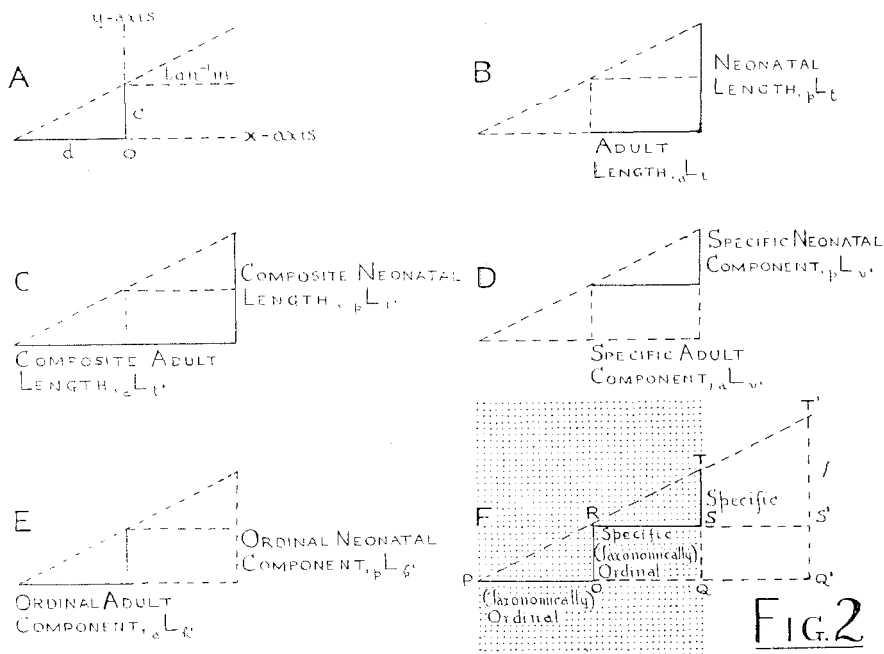 A
y-axis
tan⁻¹m
c
x-axis
d
O
B
NEONATAL
LENGTH, pLt
ADULT
LENGTH, aLt
C
COMPOSITE NEONATAL
LENGTH, pLt'
COMPOSITE ADULT
LENGTH, aLt'
D
SPECIFIC NEONATAL
COMPONENT, pLv'
SPECIFIC ADULT
COMPONENT, aLv'
E
ORDINAL NEONATAL
COMPONENT, pLk'
ORDINAL ADULT
COMPONENT, aLk'
F
T'
T
Specific
R
S
S'
Specific
(Taxonomically)
Ordinal
P
O
Q
Q'
(Taxonomically)
Ordinal
FIG. 2